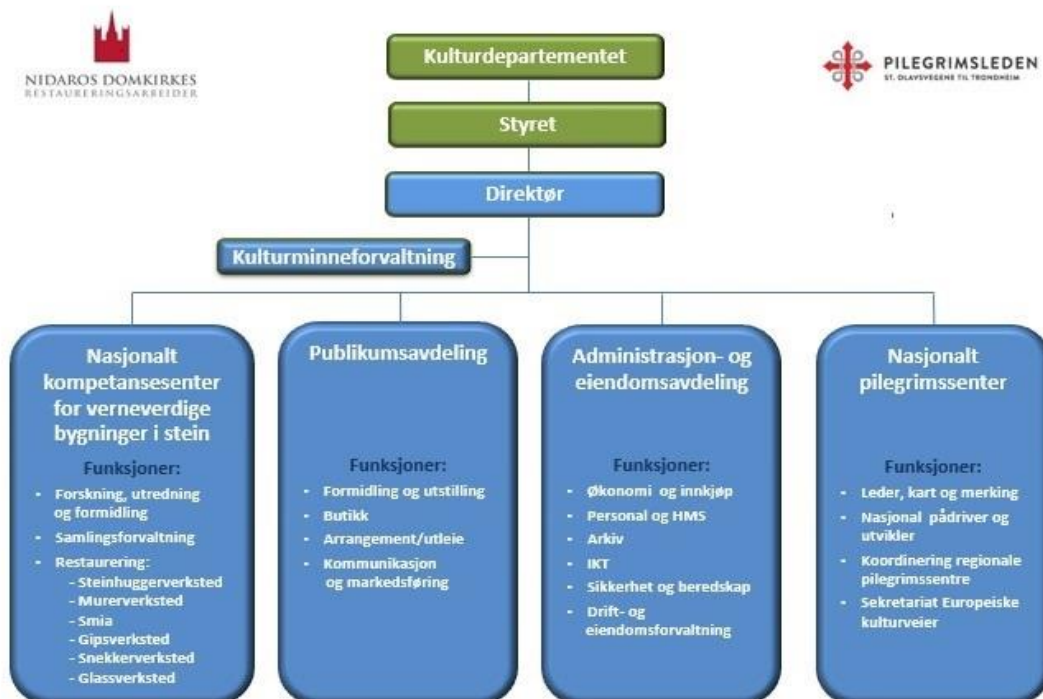 NIDAROS DOMKIRKES
RESTAURERINGSARBEIDER
PILEGRIMSLEDEN
ST. OLAVSVEGENE TIL TRONDHEIM
Kulturdepartementet
Styret
Direktør
Kulturminneforvaltning
Nasjonalt
kompetansesenter
for verneverdige
bygninger i stein
Funksjoner:
- Forskning, utredning
og formidling
- Samlingsforvaltning
- Restaurering:
- Steinhuggerverksted
- Murerverksted
- Smia
- Gipsverksted
- Snekkerverksted
- Glassverksted
Publikumsavdeling
Funksjoner:
- Formidling og utstilling
- Butikk
- Arrangement/utleie
- Kommunikasjon
og markedsføring
Administrasjon- og
eiendomsavdeling
Funksjoner:
- Økonomi og innkjøp
- Personal og HMS
- Arkiv
- IKT
- Sikkerhet og beredskap
- Drift- og
eiendomsforvaltning
Nasjonalt
pilegrimssenter
Funksjoner:
- Leder, kart og merking
- Nasjonal pådriver og
utvikler
- Koordinering regionale
pilegrimssentre
- Sekretariat Europeiske
kulturveier